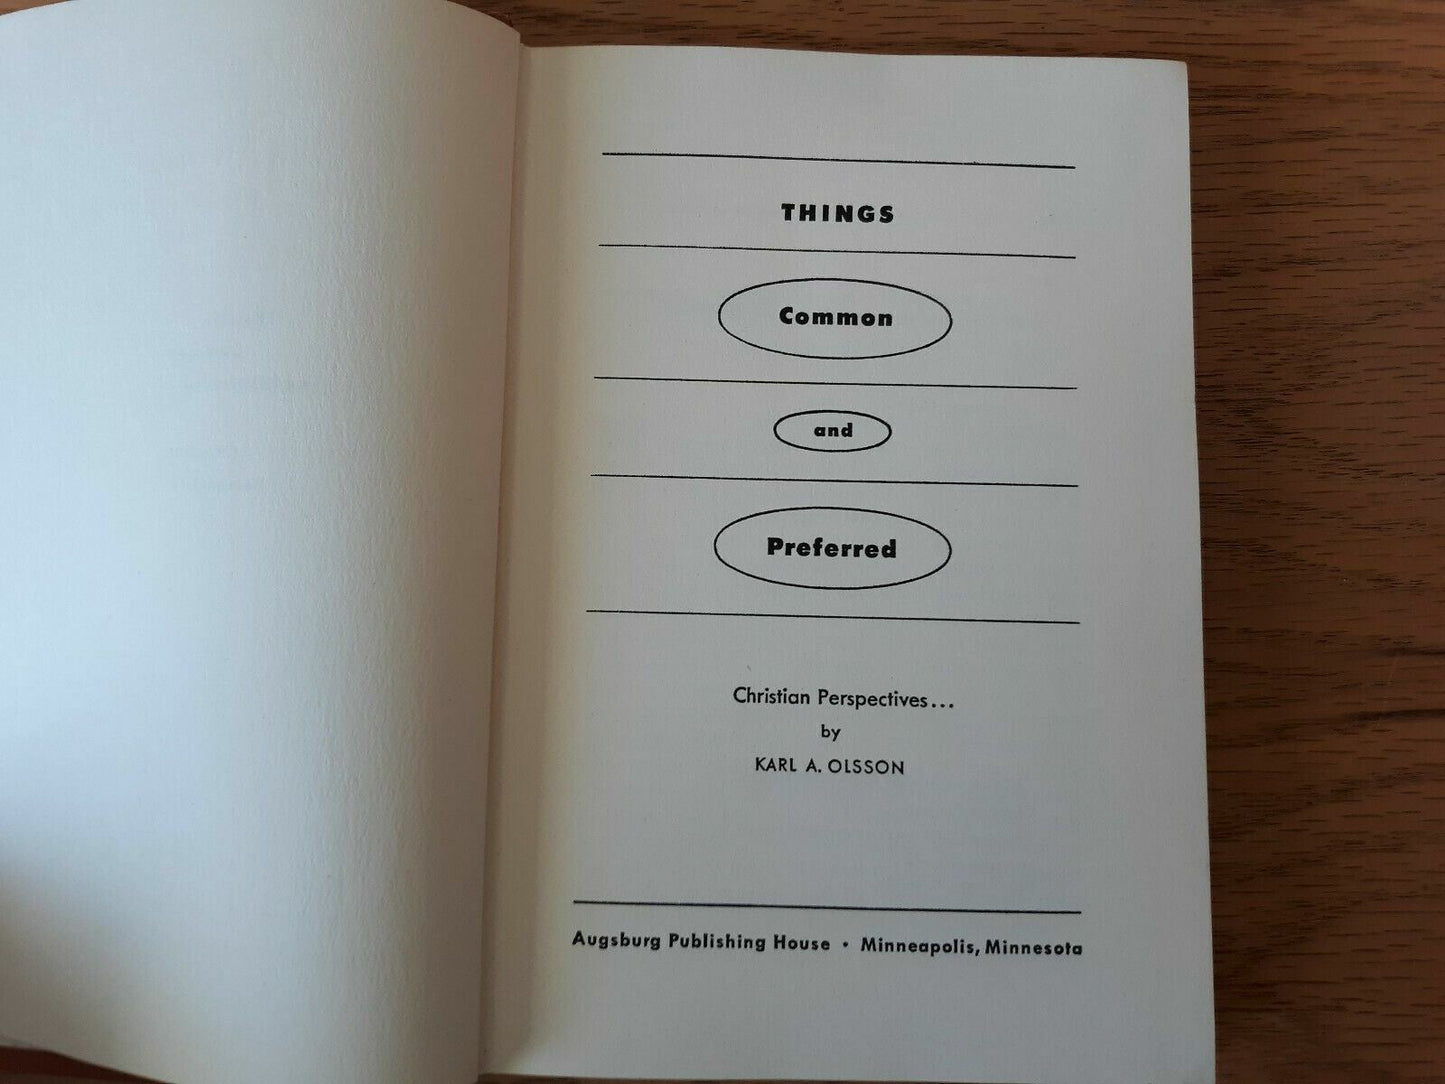 THINGS
Common
and
Preferred
Christian Perspectives...
by
KARL A. OLSSON
Augsburg Publishing House • Minneapolis, Minnesota